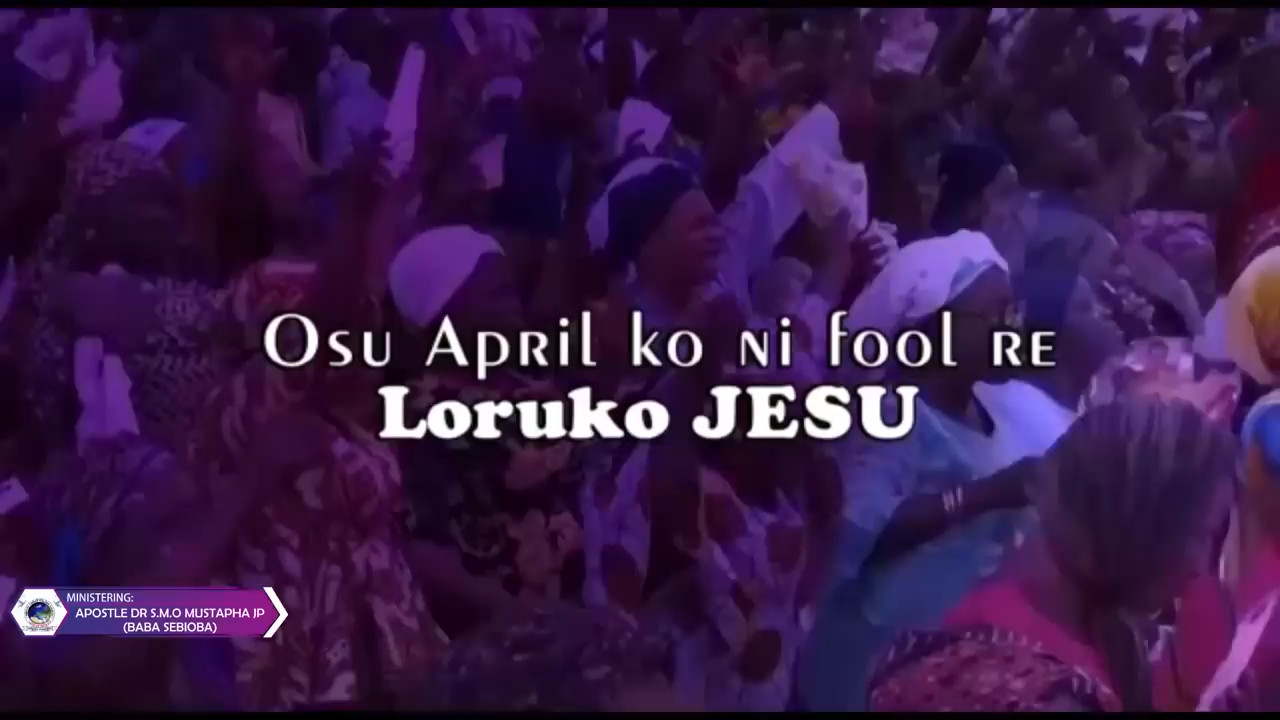 Osu April ko ni fool re
Loruko JESU
MINISTERING:
APOSTLE DR S.M.O MUSTAPHA JP
(BABA SEBIOBA)